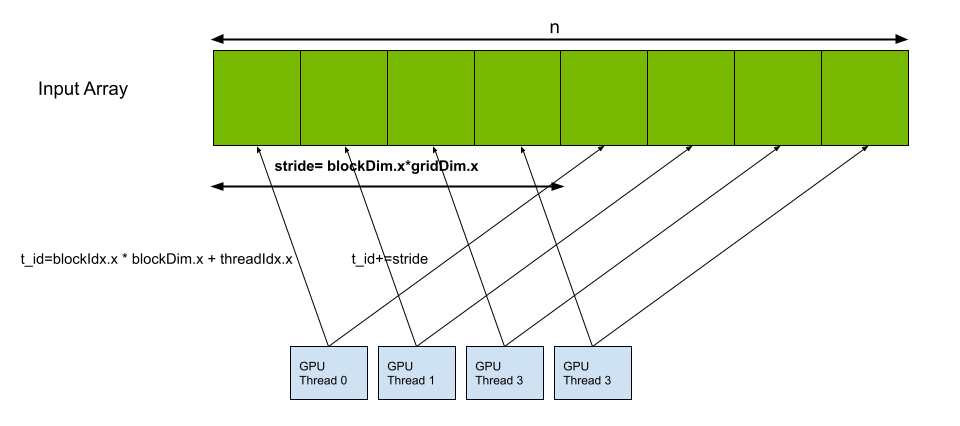 n
Input Array
stride= blockDim.x*gridDim.x
t_id=blockIdx.x * blockDim.x + threadIdx.x
t_id+=stride
GPU
Thread 0
GPU
Thread 1
GPU
Thread 3
GPU
Thread 3